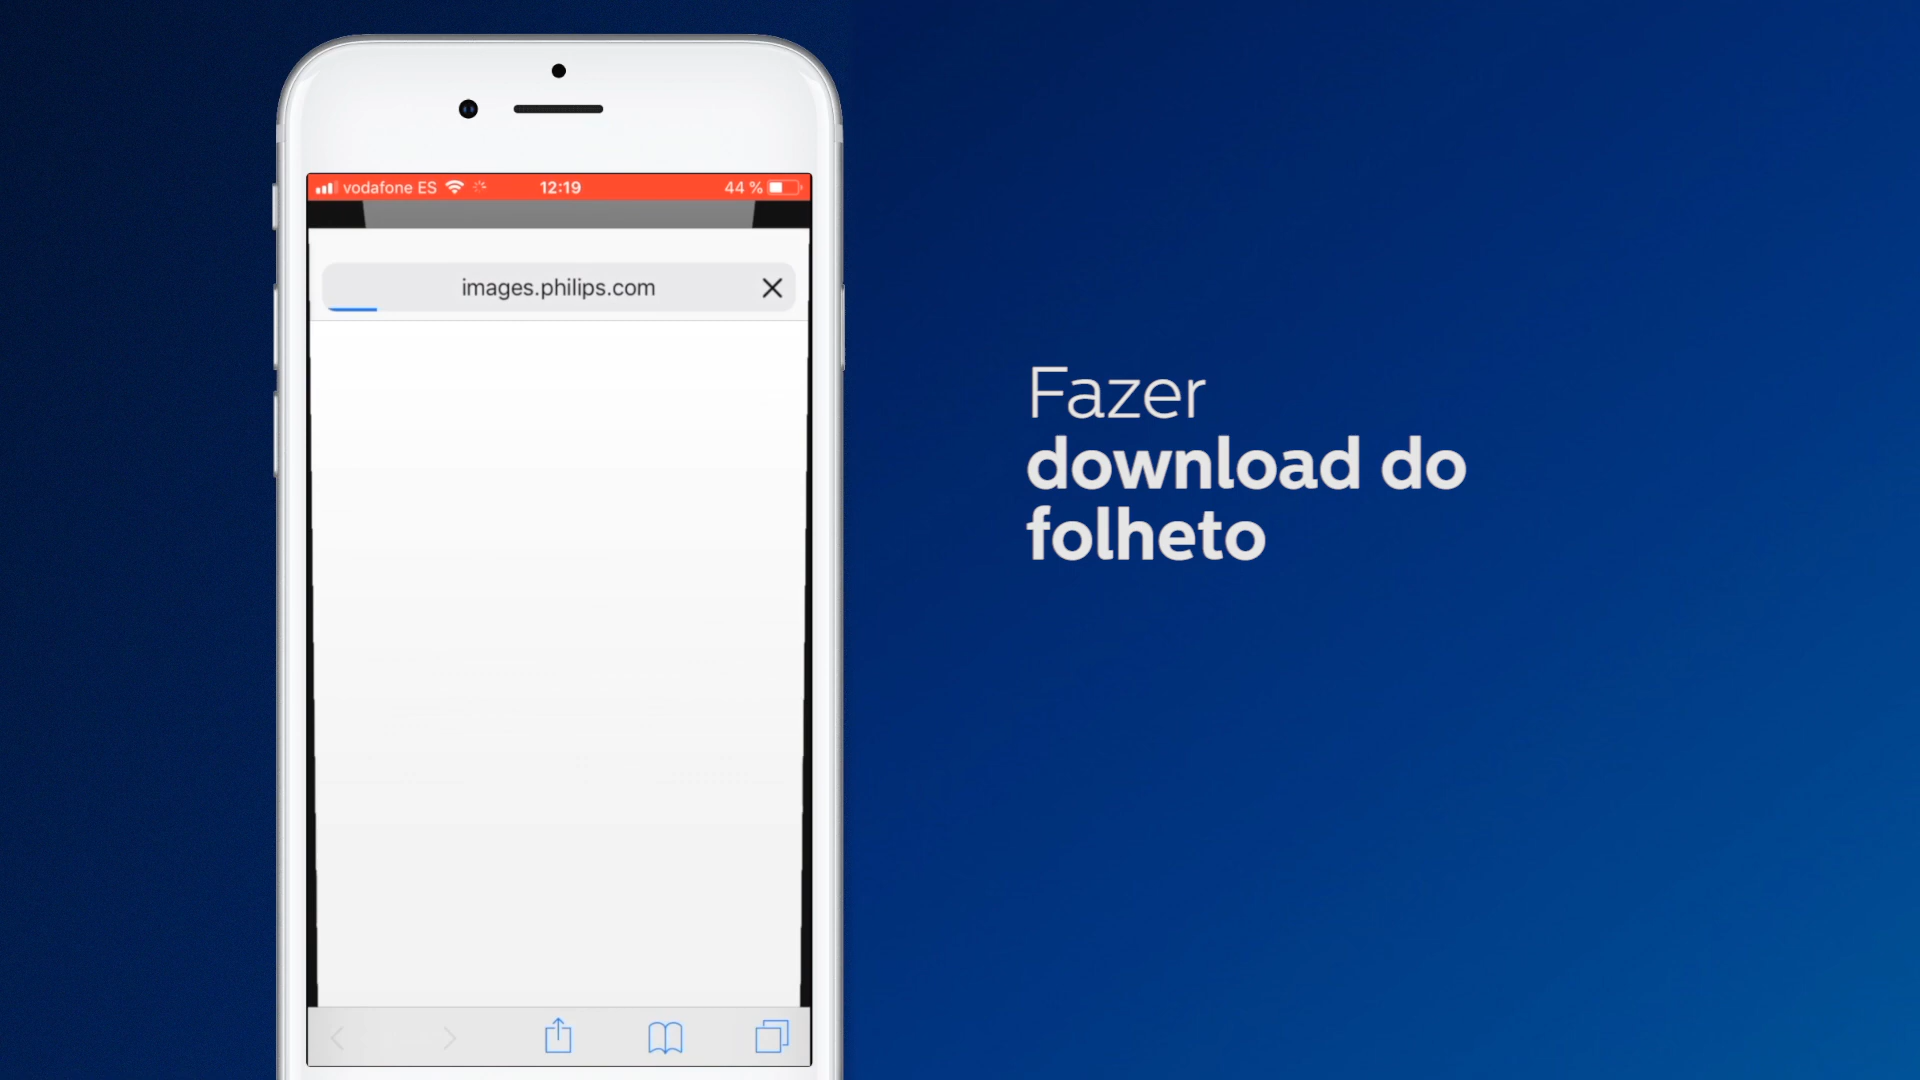 vodafone ES
12:19
44 %
images.philips.com
Fazer
download do
folheto